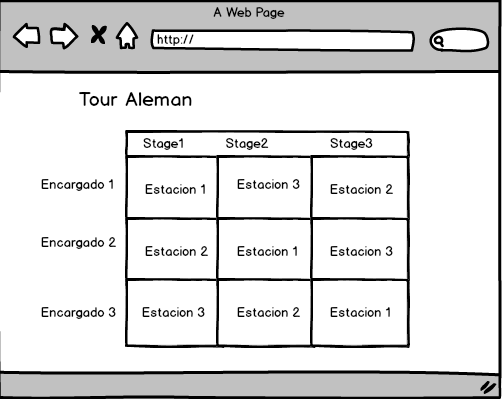 A Web Page
http://
Tour Aleman
Stage1 Stage2 Stage3
Encargado 1 Estacion 1 Estacion 3 Estacion 2
Encargado 2 Estacion 2 Estacion 1 Estacion 3
Encargado 3 Estacion 3 Estacion 2 Estacion 1